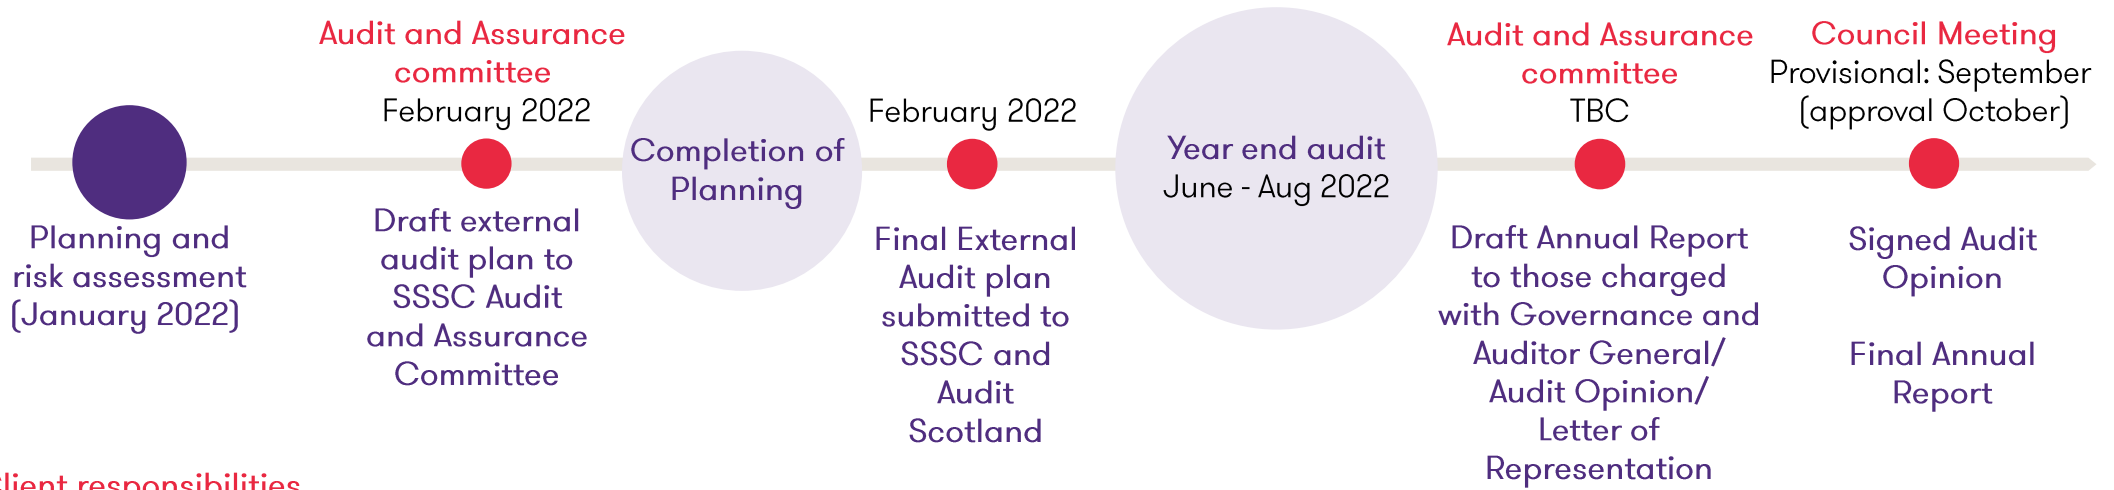 Planning and
risk assessment
(January 2022)
Audit and Assurance
committee
February 2022
Draft external
audit plan to
SSSC Audit
and Assurance
Committee
Completion of
Planning
February 2022
Final External
Audit plan
submitted to
SSSC and
Audit
Scotland
Year end audit
June - Aug 2022
Audit and Assurance
committee
TBC
Draft Annual Report
to those charged
with Governance and
Auditor General/
Audit Opinion/
Letter of
Representation
Council Meeting
Provisional: September
(approval October)
Signed Audit
Opinion
Final Annual
Report
Client responsibilities